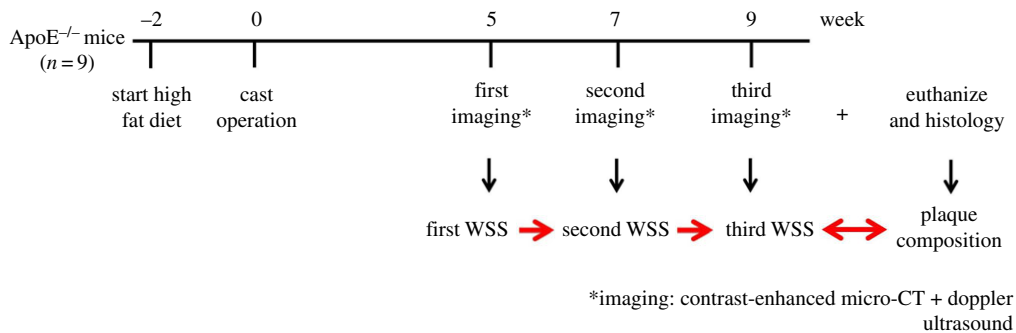 –2 0 5 7 9 week
ApoE–/– mice
(n = 9)
start high
fat diet
cast
operation
first
imaging*
second
imaging*
third
imaging*
+
euthanize
and histology
first WSS
second WSS
third WSS
plaque
composition
*imaging: contrast-enhanced micro-CT + doppler
ultrasound